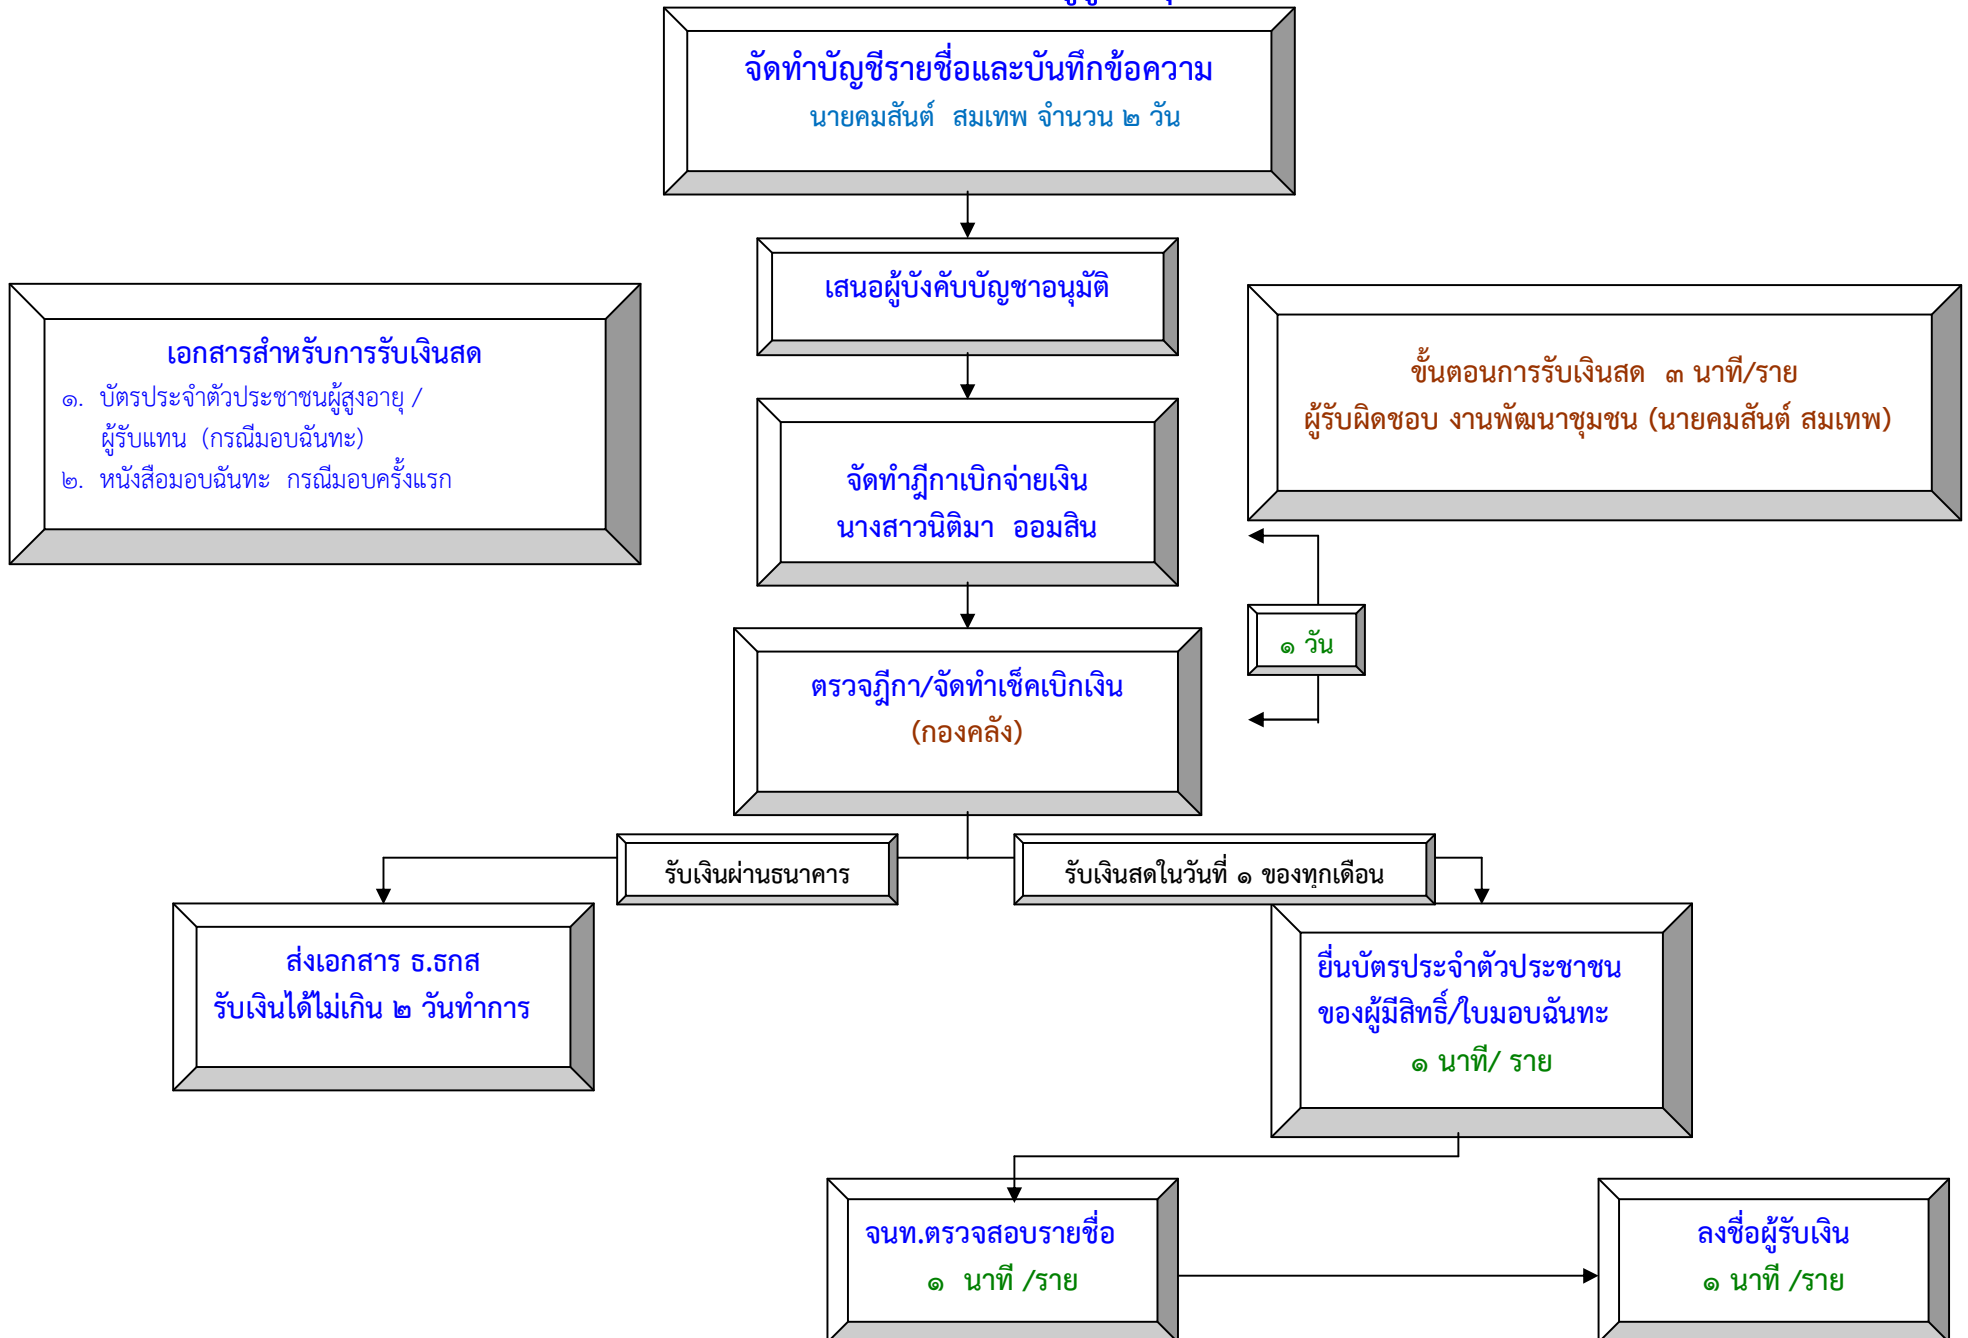 จัดทำบัญชีรายชื่อและบันทึกข้อความ
นายคมสันต์ สมเทพ จำนวน ๒ วัน
เสนอผู้บังคับบัญชาอนุมัติ
เอกสารสำหรับการรับเงินสด
๑. บัตรประจำตัวประชาชนผู้สูงอายุ /
ผู้รับแทน (กรณีมอบฉันทะ)
๒. หนังสือมอบฉันทะ กรณีมอบครั้งแรก
ขั้นตอนการรับเงินสด ๓ นาที/ราย
ผู้รับผิดชอบ งานพัฒนาชุมชน (นายคมสันต์ สมเทพ)
จัดทำฎีกาเบิกจ่ายเงิน
นางสาวนิติมา ออมสิน
๑ วัน
ตรวจฎีกา/จัดทำเช็คเบิกเงิน
(กองคลัง)
รับเงินผ่านธนาคาร
รับเงินสดในวันที่ ๑ ของทุกเดือน
ส่งเอกสาร ธ.ธกส
รับเงินได้ไม่เกิน ๒ วันทำการ
ยื่นบัตรประจำตัวประชาชน
ของผู้มีสิทธิ์/ใบมอบฉันทะ
๑ นาที/ ราย
จนท.ตรวจสอบรายชื่อ
๑ นาที /ราย
ลงชื่อผู้รับเงิน
๑ นาที /ราย